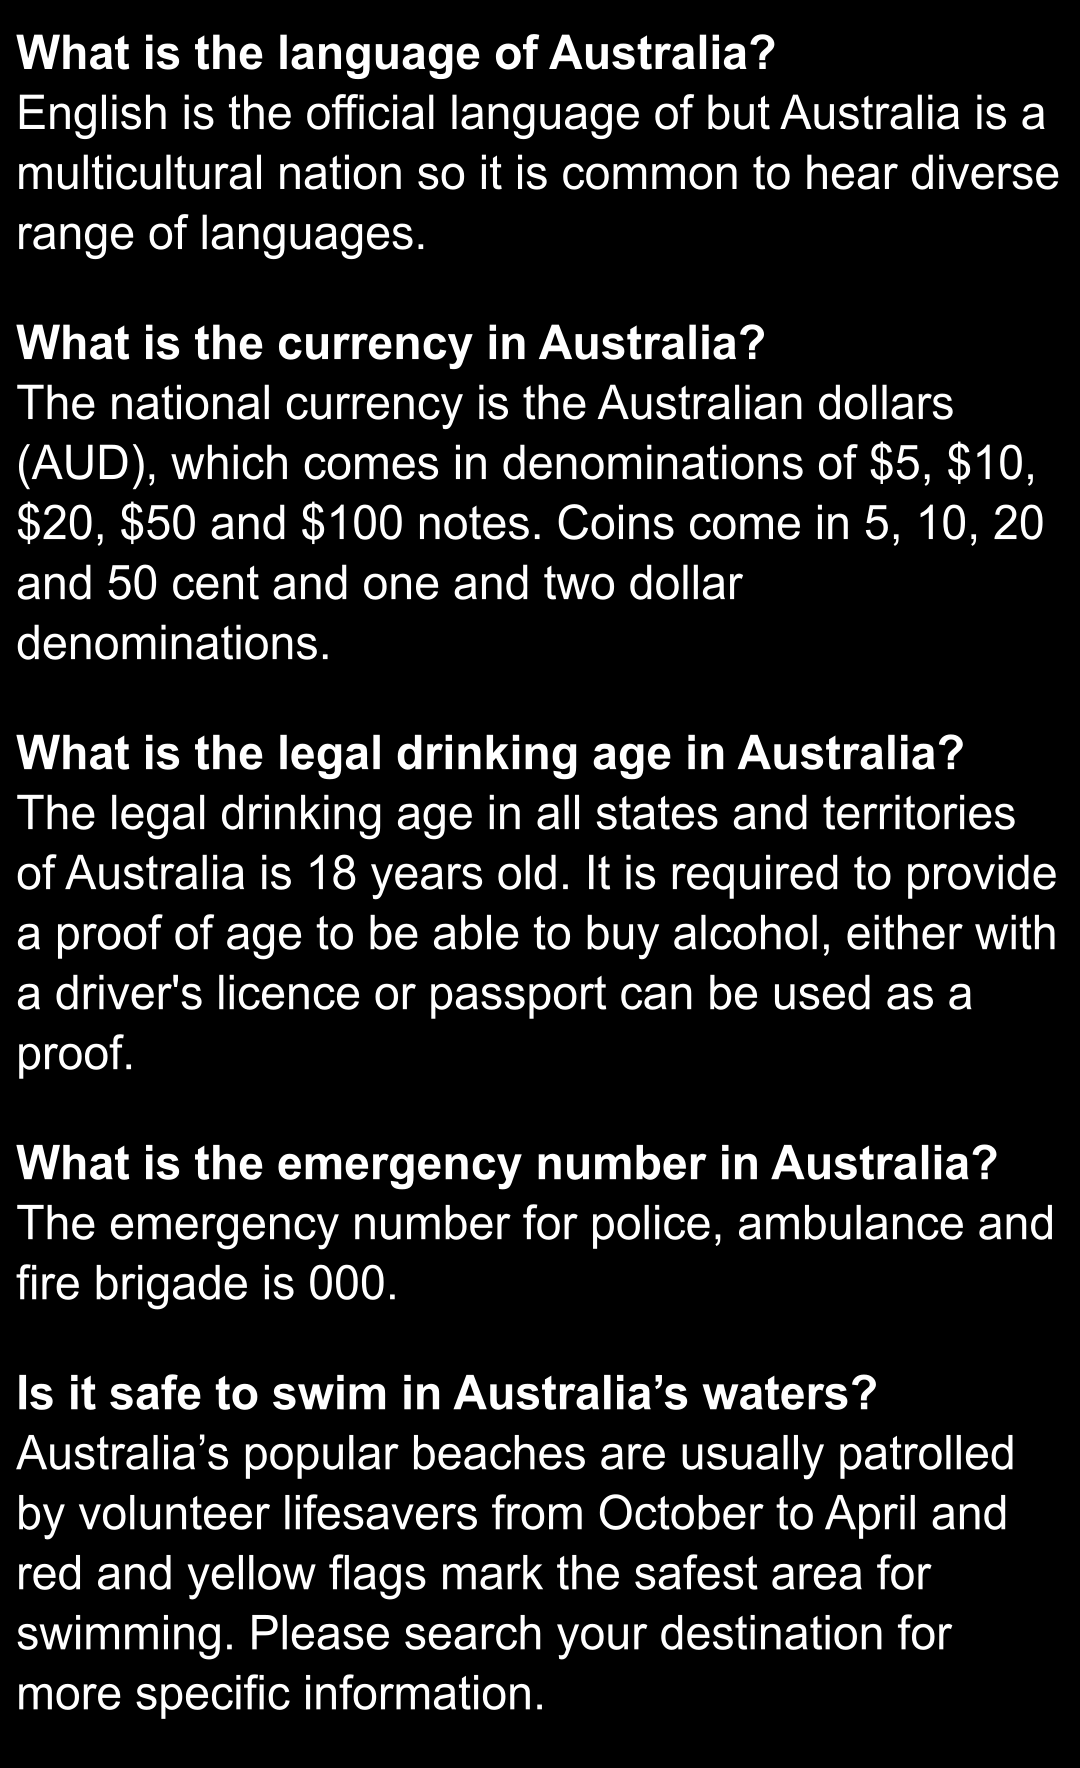 What is the language of Australia?
English is the official language of but Australia is a
multicultural nation so it is common to hear diverse
range of languages.
What is the currency in Australia?
The national currency is the Australian dollars
(AUD), which comes in denominations of $5, $10,
$20, $50 and $100 notes. Coins come in 5, 10, 20
and 50 cent and one and two dollar
denominations.
What is the legal drinking age in Australia?
The legal drinking age in all states and territories
of Australia is 18 years old. It is required to provide
a proof of age to be able to buy alcohol, either with
a driver's licence or passport can be used as a
proof.
What is the emergency number in Australia?
The emergency number for police, ambulance and
fire brigade is 000.
Is it safe to swim in Australia’s waters?
Australia’s popular beaches are usually patrolled
by volunteer lifesavers from October to April and
red and yellow flags mark the safest area for
swimming. Please search your destination for
more specific information.